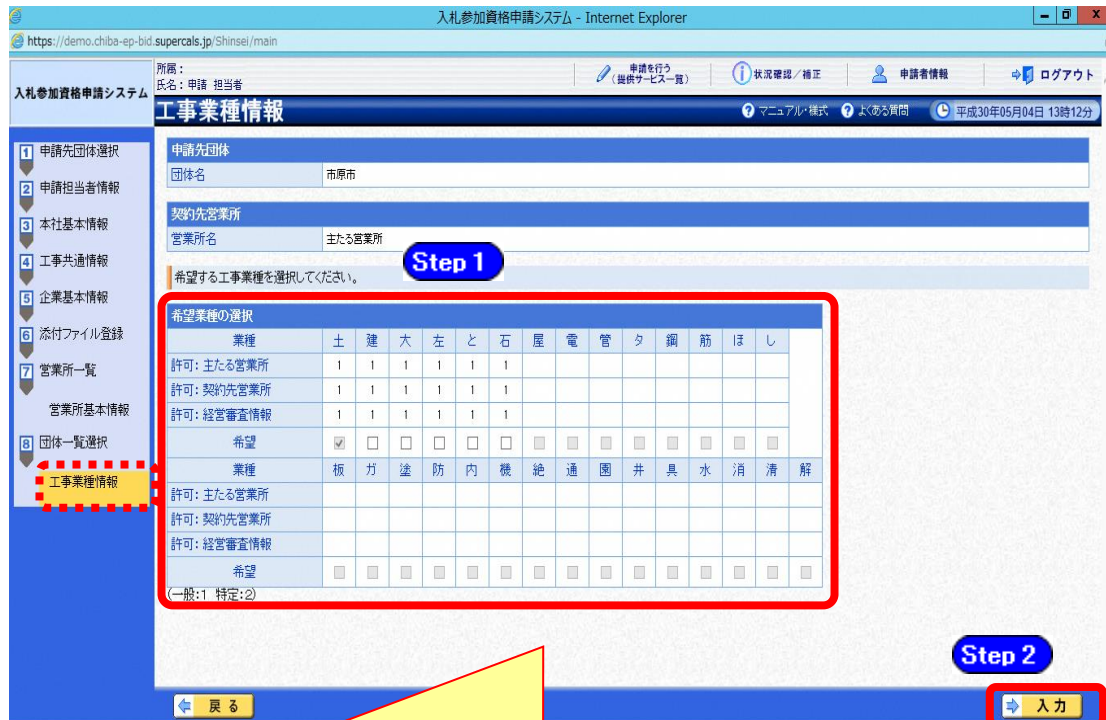 入札参加資格申請システム - Internet Explorer
https://demo.chiba-ep-bid.supercals.jp/Shinsei/main
入札参加資格申請システム
所属：
氏名：申請 担当者
申請を行う
（提供サービス一覧）
状況確認／補正
申請者情報
ログアウト
工事業種情報
マニュアル・様式 よくある質問 平成30年05月04日 13時12分
1 申請先団体選択
2 申請担当者情報
3 本社基本情報
4 工事共通情報
5 企業基本情報
6 添付ファイル登録
7 営業所一覧
営業所基本情報
8 団体一覧選択
工事業種情報
申請先団体
団体名 市原市
契約先営業所
営業所名 主たる営業所
Step 1
希望する工事業種を選択してください。
希望業種の選択
業種 土 建 大 左 と 石 屋 電 管 タ 鋼 筋 ほ し
許可：主たる営業所 1 1 1 1 1 1
許可：契約先営業所 1 1 1 1 1 1
許可：経営審査情報 1 1 1 1 1 1
希望
業種 板 ガ 塗 防 内 機 絶 通 園 井 具 水 消 清 解
許可：主たる営業所
許可：契約先営業所
許可：経営審査情報
希望
(一般:1 特定:2)
Step 2
戻る
入力